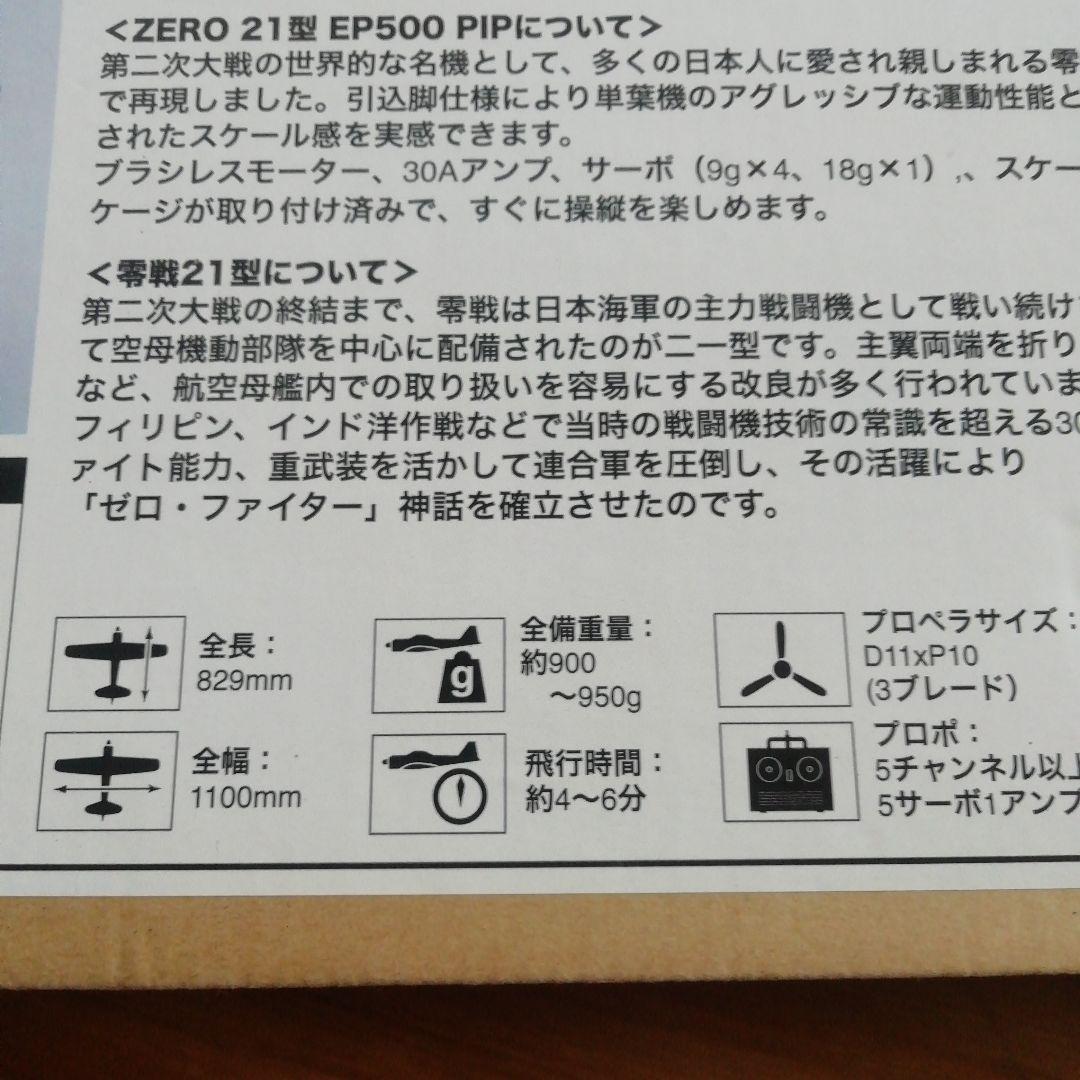 ＜ZERO 21型 EP500 PIPについて＞
第二次大戦の世界的な名機として、多くの日本人に愛され親しまれる零
で再現しました。引込脚仕様により単葉機のアグレッシブな運動性能と
されたスケール感を実感できます。
ブラシレスモーター、30Aアンプ、サーボ（9g×4、18g×1）,、スケー
ケージが取り付け済みで、すぐに操縦を楽しめます。
＜零戦21型について＞
第二次大戦の終結まで、零戦は日本海軍の主力戦闘機として戦い続け
て空母機動部隊を中心に配備されたのが二一型です。主翼両端を折り
など、航空母艦内での取り扱いを容易にする改良が多く行われていま
フィリピン、インド洋作戦などで当時の戦闘機技術の常識を超える30
ァイト能力、重武装を活かして連合軍を圧倒し、その活躍により
「ゼロ・ファイター」神話を確立させたのです。
全長：
829mm
g
全備重量：
約900
～950g
プロペラサイズ：
D11xP10
(3ブレード)
全幅：
1100mm
飛行時間：
約4～6分
プロポ：
5チャンネル以上
5サーボ1アンプ